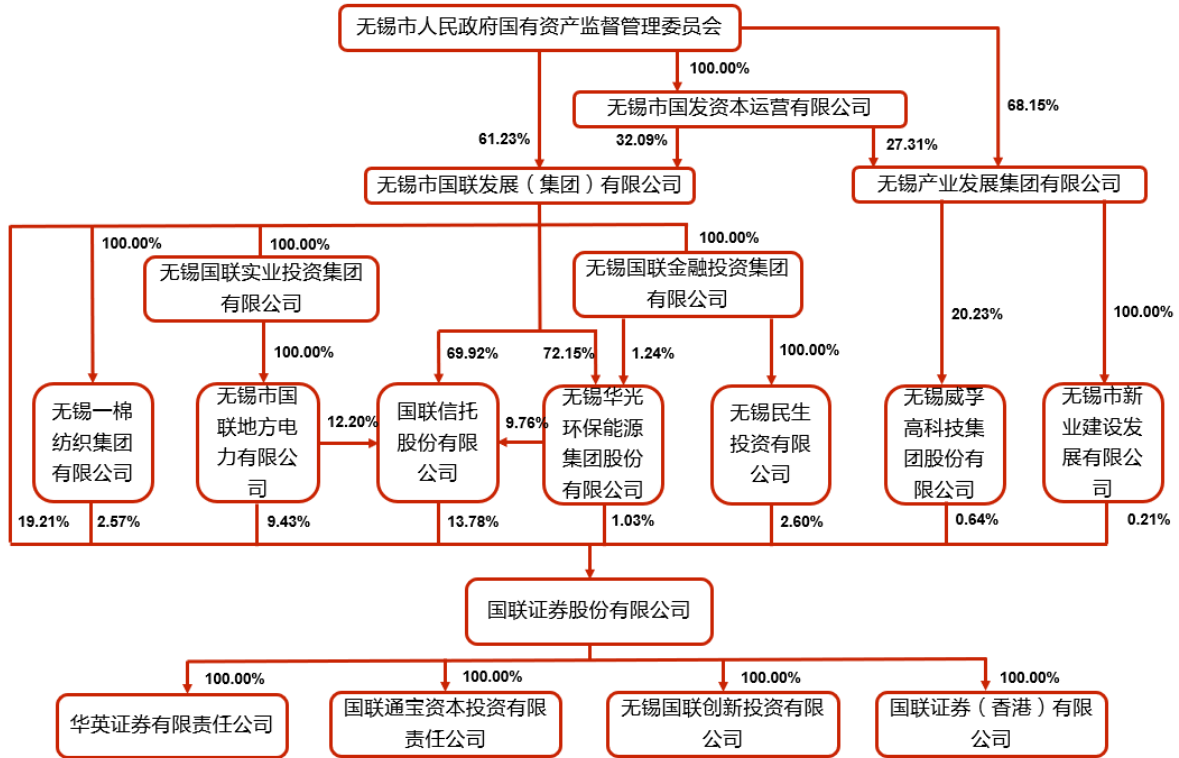 无锡市人民政府国有资产监督管理委员会
100.00%
无锡市国发资本运营有限公司
68.15%
61.23%
32.09%
27.31%
无锡市国联发展（集团）有限公司
无锡产业发展集团有限公司
100.00%
100.00%
100.00%
无锡国联实业投资集团
有限公司
无锡国联金融投资集团
有限公司
20.23%
100.00%
100.00%
69.92%
72.15%
1.24%
100.00%
无锡一棉
纺织集团
有限公司
无锡市国
联地方电
力有限公
司
12.20%
国联信托
股份有限
公司
9.76%
无锡华光
环保能源
集团股份
有限公司
无锡民生
投资有限
公司
无锡威孚
高科技集
团股份有
限公司
无锡市新
业建设发
展有限公
司
19.21%
2.57%
9.43%
13.78%
1.03%
2.60%
0.64%
0.21%
国联证券股份有限公司
100.00%
100.00%
100.00%
100.00%
华英证券有限责任公司
国联通宝资本投资有限
责任公司
无锡国联创新投资有限
公司
国联证券（香港）有限
公司